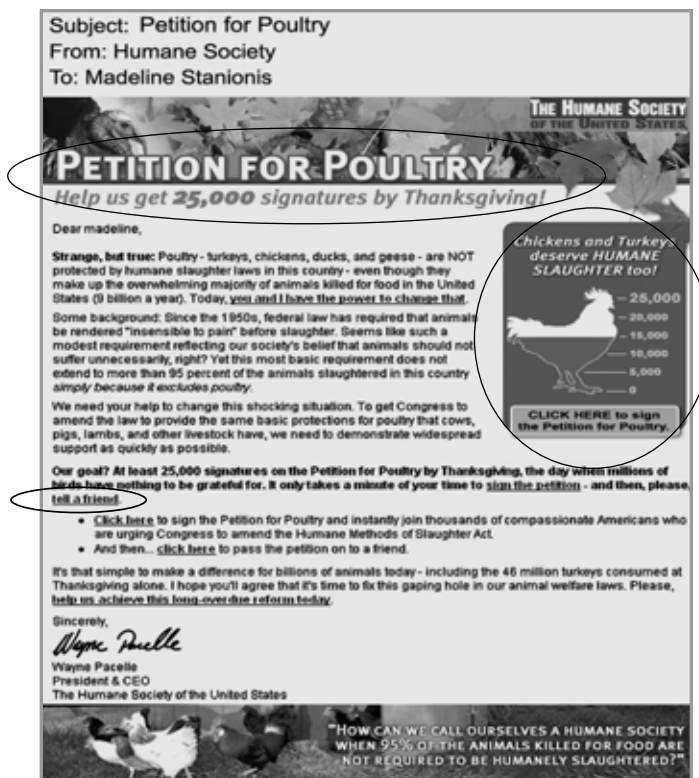 Subject: Petition for Poultry
From: Humane Society
To: Madeline Stanionis
THE HUMANE SOCIETY
OF THE UNITED STATES
PETITION FOR POULTRY
Help us get 25,000 signatures by Thanksgiving!
Dear madeline,
Strange, but true: Poultry - turkeys, chickens, ducks, and geese - are NOT
protected by humane slaughter laws in this country - even though they
make up the overwhelming majority of animals killed for food in the United
States (9 billion a year). Today, you and I have the power to change that.
Some background: Since the 1950s, federal law has required that animals
be rendered "insensible to pain" before slaughter. Seems like such a
modest requirement reflecting our society's belief that animals should not
suffer unnecessarily, right? Yet this most basic requirement does not
extend to more than 95 percent of the animals slaughtered in this country
simply because it excludes poultry.
We need your help to change this shocking situation. To get Congress to
amend the law to provide the same basic protections for poultry that cows,
pigs, lambs, and other livestock have, we need to demonstrate widespread
support as quickly as possible.
Chickens and Turkeys
deserve HUMANE
SLAUGHTER too!
25,000
20,000
15,000
10,000
5,000
0
CLICK HERE to sign
the Petition for Poultry.
Our goal? At least 25,000 signatures on the Petition for Poultry by Thanksgiving, the day when millions of
birds have nothing to be grateful for. It only takes a minute of your time to sign the petition - and then, please,
tell a friend.
• Click here to sign the Petition for Poultry and instantly join thousands of compassionate Americans who
are urging Congress to amend the Humane Methods of Slaughter Act.
• And then... click here to pass the petition on to a friend.
It's that simple to make a difference for billions of animals today - including the 46 million turkeys consumed at
Thanksgiving alone. I hope you'll agree that it's time to fix this gaping hole in our animal welfare laws. Please,
help us achieve this long-overdue reform today.
Sincerely,
Wayne Pacelle
Wayne Pacelle
President & CEO
The Humane Society of the United States
"HOW CAN WE CALL OURSELVES A HUMANE SOCIETY
WHEN 95% OF THE ANIMALS KILLED FOR FOOD ARE
NOT REQUIRED TO BE HUMANELY SLAUGHTERED?"